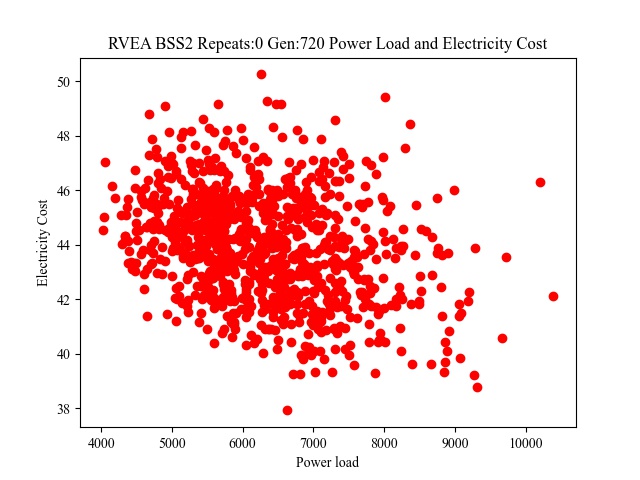 RVEA BSS2 Repeats:0 Gen:720 Power Load and Electricity Cost
50
48
46
44
42
40
38
Electricity Cost
4000 5000 6000 7000 8000 9000 10000
Power load